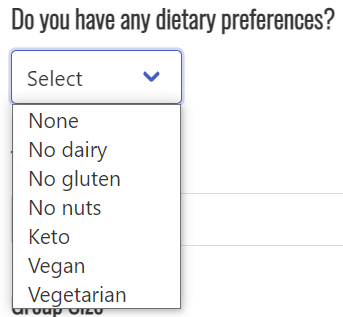 Do you have any dietary preferences?
Select
None
No dairy
No gluten
No nuts
Keto
Vegan
Vegetarian
Group Size